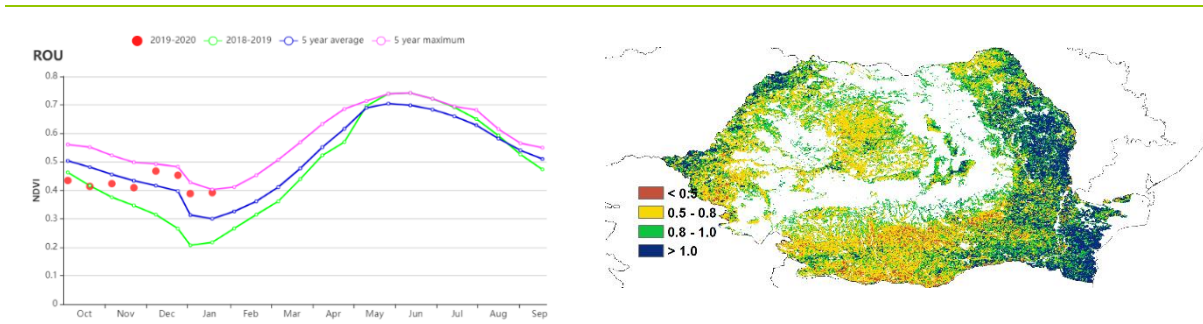 2019-2020 2018-2019 5 year average 5 year maximum
ROU
NDVI
0.8
0.7
0.6
0.5
0.4
0.3
0.2
0.1
0
Oct Nov Dec Jan Feb Mar Apr May Jun Jul Aug Sep
< 0.5
0.5 - 0.8
0.8 - 1.0
> 1.0